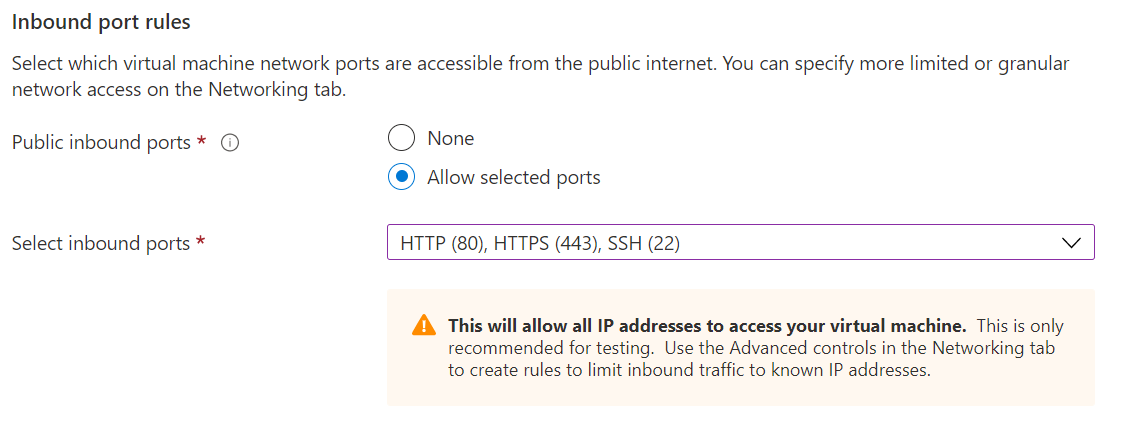 Inbound port rules
Select which virtual machine network ports are accessible from the public internet. You can specify more limited or granular
network access on the Networking tab.
Public inbound ports *
None
Allow selected ports
Select inbound ports *
HTTP (80), HTTPS (443), SSH (22)
This will allow all IP addresses to access your virtual machine. This is only
recommended for testing. Use the Advanced controls in the Networking tab
to create rules to limit inbound traffic to known IP addresses.